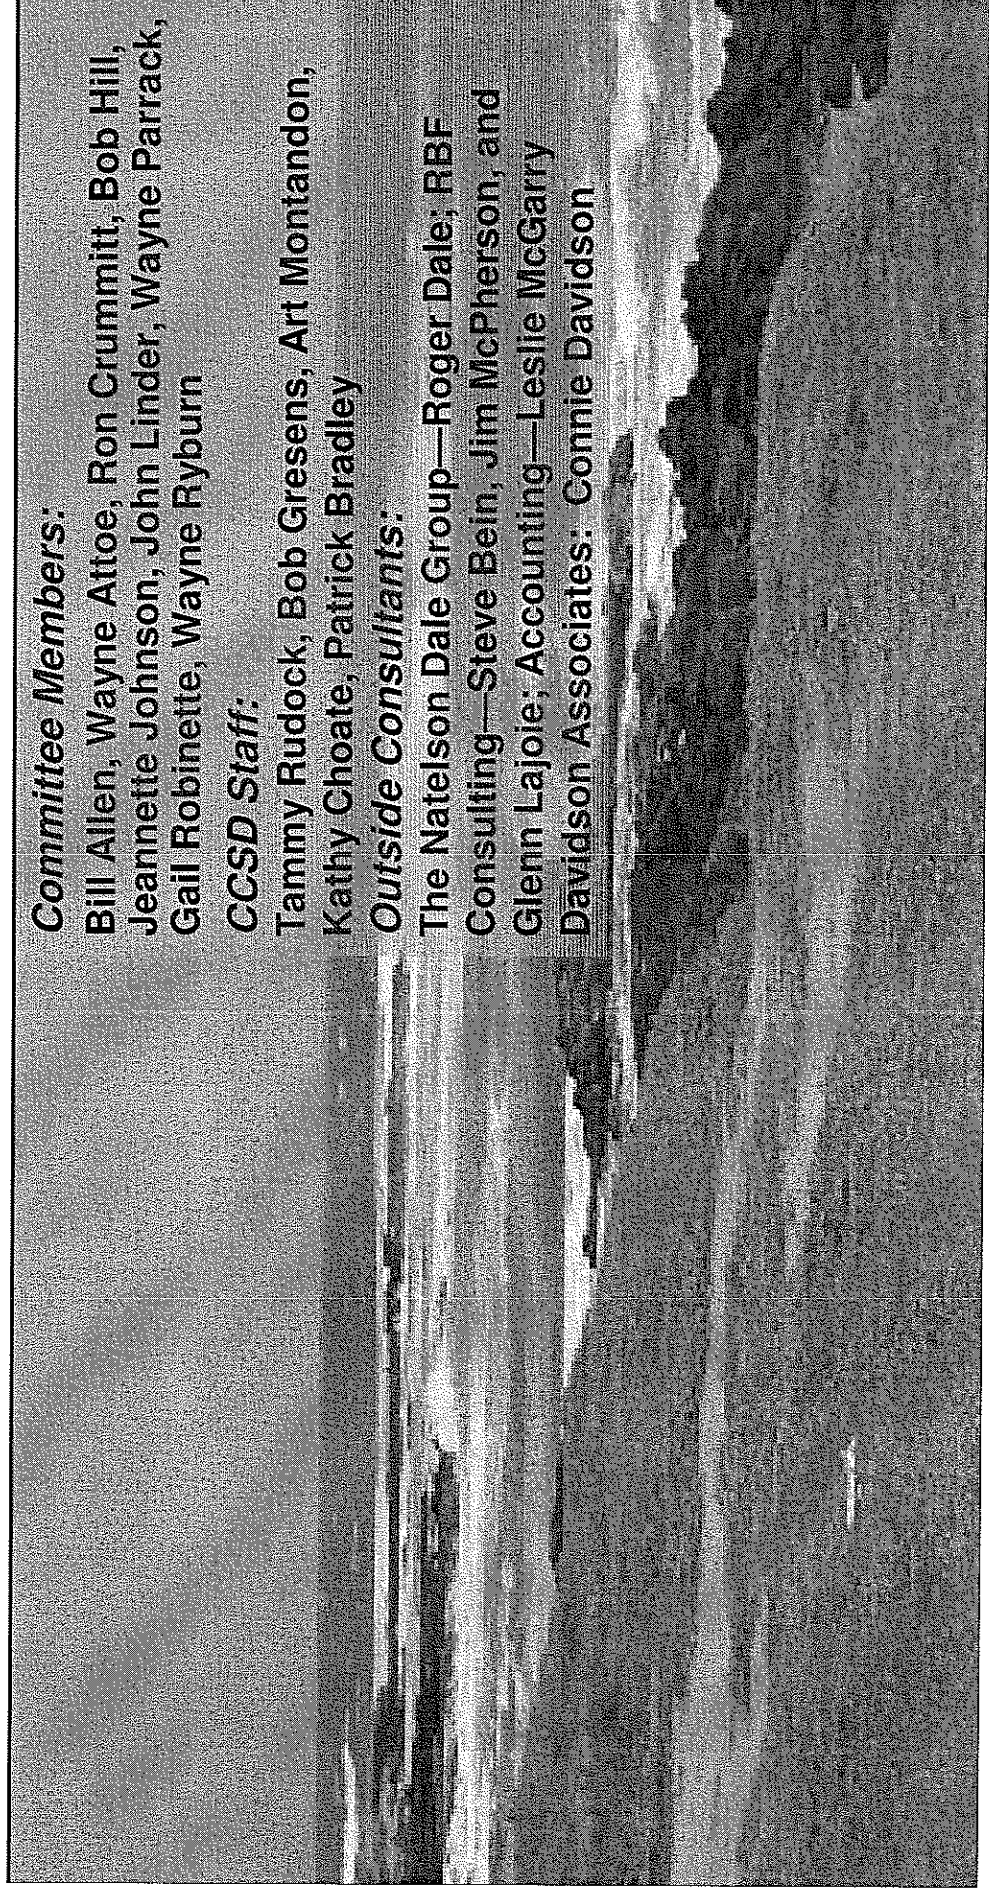 Committee Members:
Bill Allen, Wayne Attoe, Ron Crummitt, Bob Hill,
Jeannette Johnson, John Linder, Wayne Parrack,
Gail Robinette, Wayne Ryburn
CCSD Staff:
Tammy Rudock, Bob Gresens, Art Montandon,
Kathy Choate, Patrick Bradley
Outside Consultants:
The Natelson Dale Group—Roger Dale; RBF
Consulting—Steve Bein, Jim McPherson, and
Glenn Lajoie; Accounting—Leslie McGarry
Davidson Associates: Connie Davidson